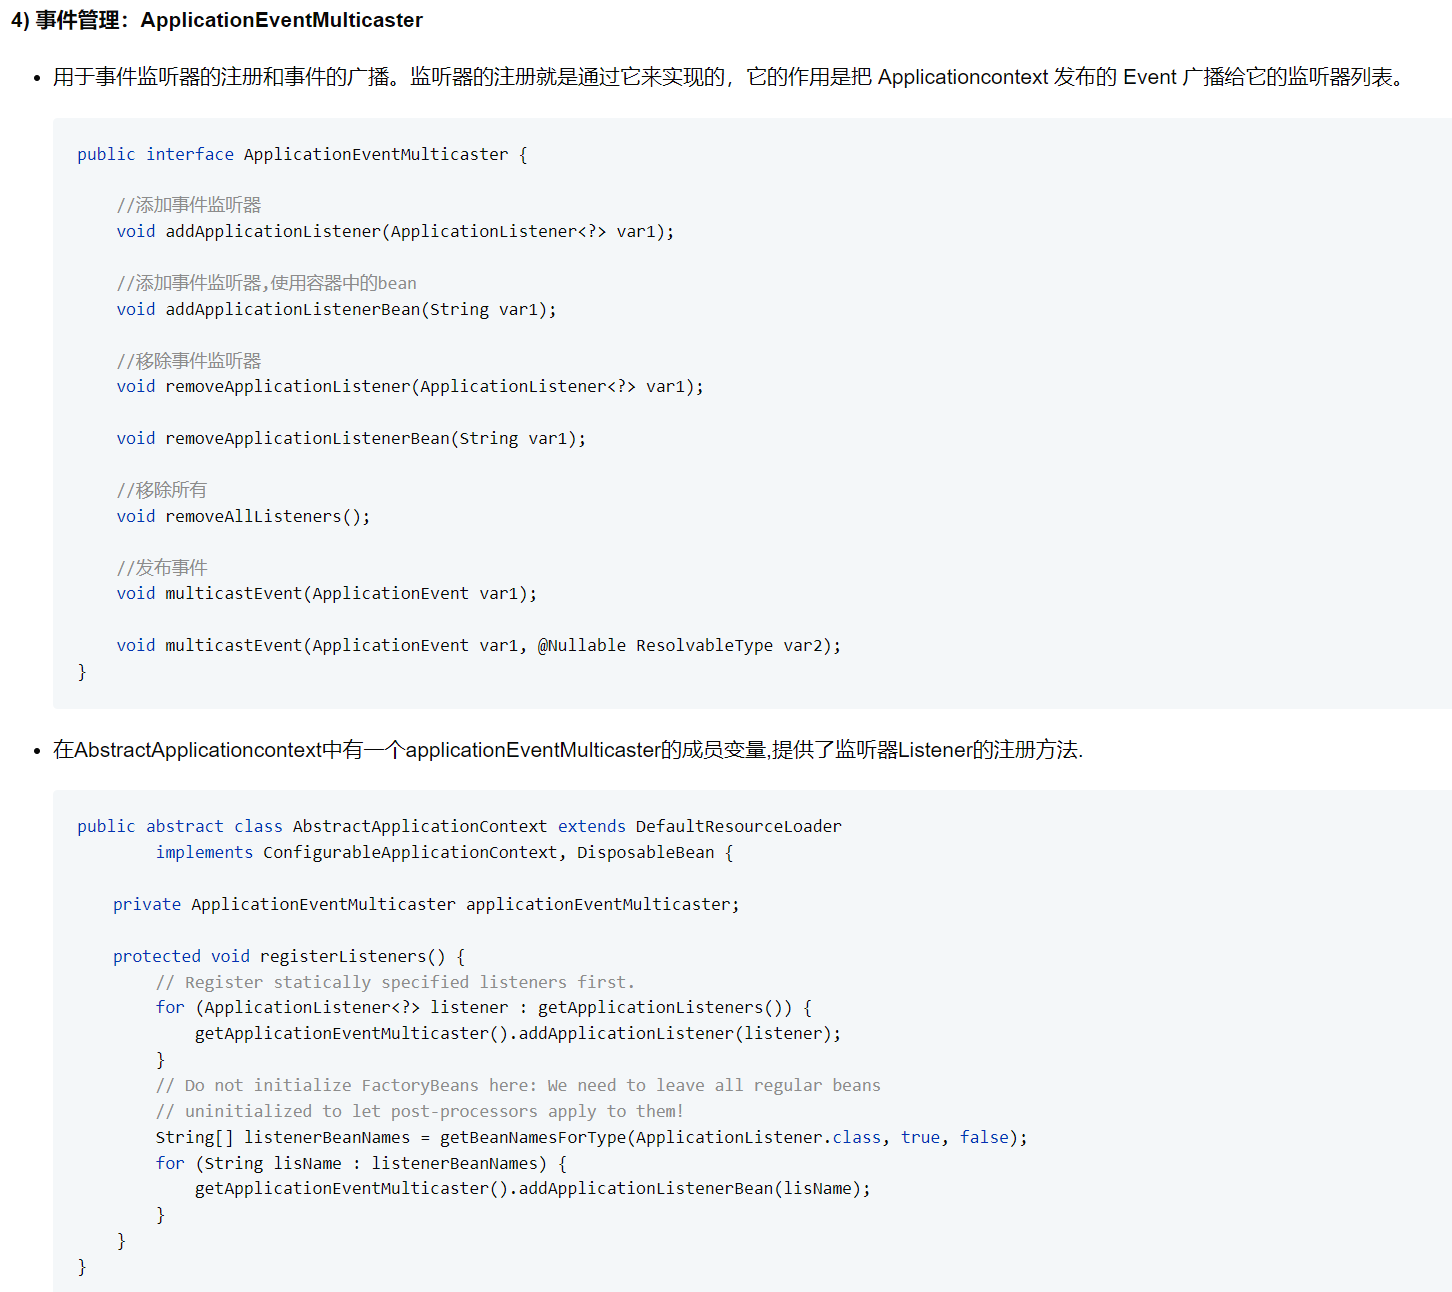 4) 事件管理：ApplicationEventMulticaster
• 用于事件监听器的注册和事件的广播。监听器的注册就是通过它来实现的，它的作用是把 Applicationcontext 发布的 Event 广播给它的监听器列表。
public interface ApplicationEventMulticaster {
//添加事件监听器
void addApplicationListener(ApplicationListener<?> var1);
//添加事件监听器,使用容器中的bean
void addApplicationListenerBean(String var1);
//移除事件监听器
void removeApplicationListener(ApplicationListener<?> var1);
void removeApplicationListenerBean(String var1);
//移除所有
void removeAllListeners();
//发布事件
void multicastEvent(ApplicationEvent var1);
void multicastEvent(ApplicationEvent var1, @Nullable ResolvableType var2);
}
• 在AbstractApplicationcontext中有一个applicationEventMulticaster的成员变量,提供了监听器Listener的注册方法.
public abstract class AbstractApplicationContext extends DefaultResourceLoader
implements ConfigurableApplicationContext, DisposableBean {
private ApplicationEventMulticaster applicationEventMulticaster;
protected void registerListeners() {
// Register statically specified listeners first.
for (ApplicationListener<?> listener : getApplicationListeners()) {
getApplicationEventMulticaster().addApplicationListener(listener);
}
// Do not initialize FactoryBeans here: We need to leave all regular beans
// uninitialized to let post-processors apply to them!
String[] listenerBeanNames = getBeanNamesForType(ApplicationListener.class, true, false);
for (String lisName : listenerBeanNames) {
getApplicationEventMulticaster().addApplicationListenerBean(lisName);
}
}
}